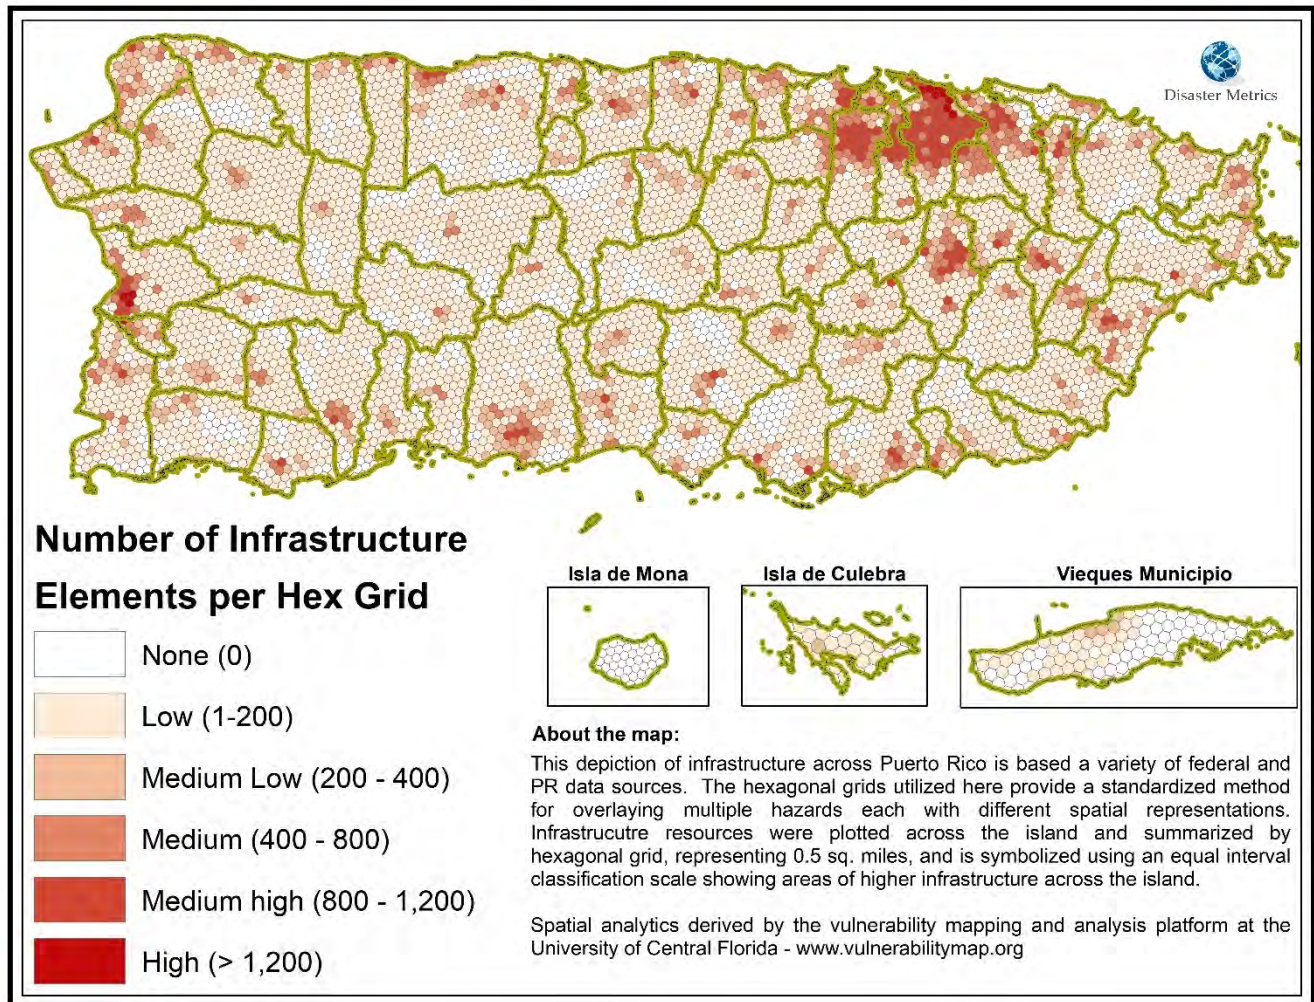 Disaster Metrics
Number of Infrastructure
Elements per Hex Grid
None (0)
Low (1-200)
Medium Low (200 - 400)
Medium (400 - 800)
Medium high (800 - 1,200)
High (> 1,200)
Isla de Mona
Isla de Culebra
Vieques Municipio
About the map:
This depiction of infrastructure across Puerto Rico is based a variety of federal and
PR data sources. The hexagonal grids utilized here provide a standardized method
for overlaying multiple hazards each with different spatial representations.
Infrastrucutre resources were plotted across the island and summarized by
hexagonal grid, representing 0.5 sq. miles, and is symbolized using an equal interval
classification scale showing areas of higher infrastructure across the island.
Spatial analytics derived by the vulnerability mapping and analysis platform at the
University of Central Florida - www.vulnerabilitymap.org